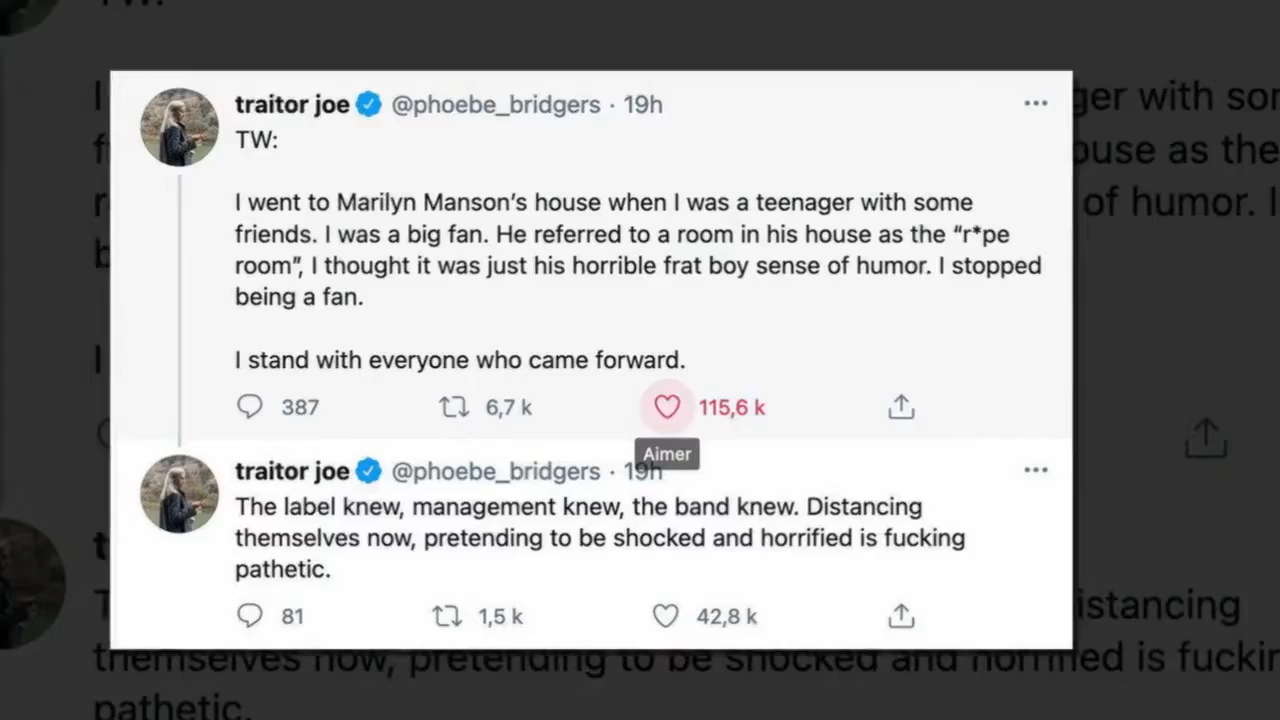 traitor joe @phoebe_bridgers · 19h
TW:
I went to Marilyn Manson's house when I was a teenager with some
friends. I was a big fan. He referred to a room in his house as the “r*pe
room”, I thought it was just his horrible frat boy sense of humor. I stopped
being a fan.
I stand with everyone who came forward.
387 6,7 k 115,6 k
Aimer
traitor joe @phoebe_bridgers · 19h
The label knew, management knew, the band knew. Distancing
themselves now, pretending to be shocked and horrified is fucking
pathetic.
81 1,5 k 42,8 k